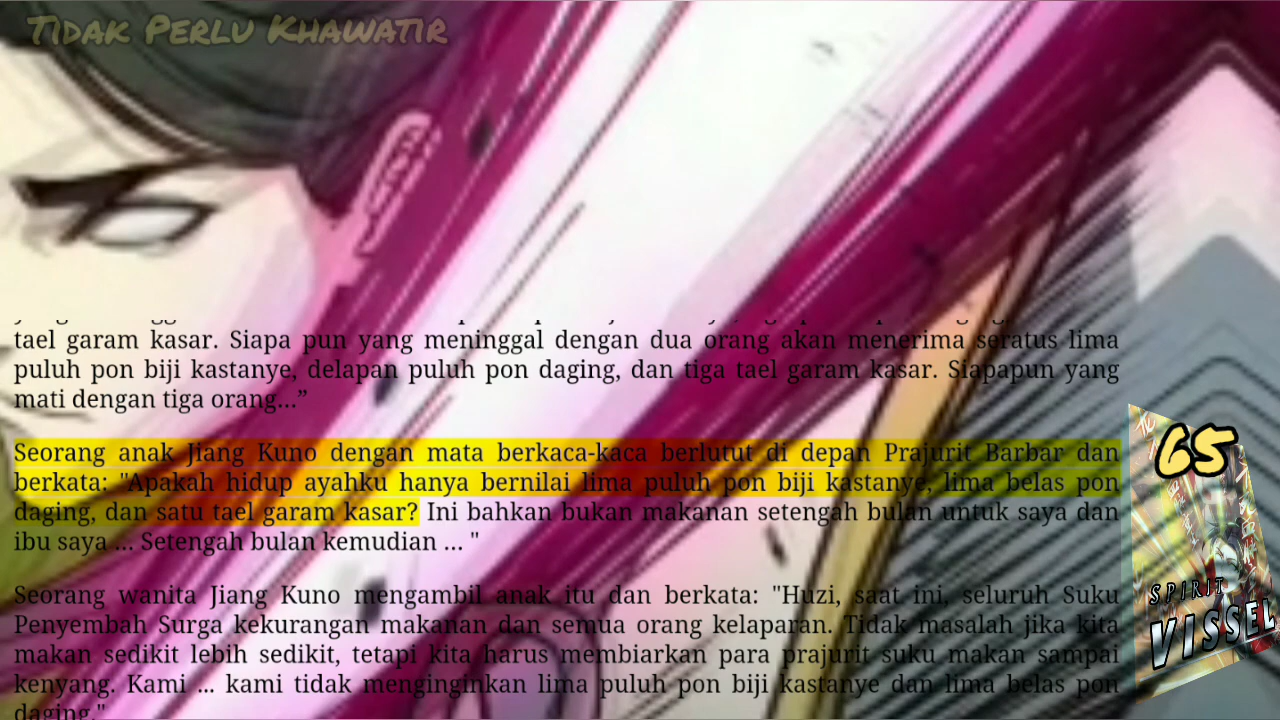 Tidak Perlu Khawatir
tael garam kasar. Siapa pun yang meninggal dengan dua orang akan menerima seratus lima
puluh pon biji kastanye, delapan puluh pon daging, dan tiga tael garam kasar. Siapapun yang
mati dengan tiga orang...”
Seorang anak Jiang Kuno dengan mata berkaca-kaca berlutut di depan Prajurit Barbar dan
berkata: "Apakah hidup ayahku hanya bernilai lima puluh pon biji kastanye, lima belas pon
daging, dan satu tael garam kasar? Ini bahkan bukan makanan setengah bulan untuk saya dan
ibu saya ... Setengah bulan kemudian ... "
Seorang wanita Jiang Kuno mengambil anak itu dan berkata: "Huzi, saat ini, seluruh Suku
Penyembah Surga kekurangan makanan dan semua orang kelaparan. Tidak masalah jika kita
makan sedikit lebih sedikit, tetapi kita harus membiarkan para prajurit suku makan sampai
kenyang. Kami ... kami tidak menginginkan lima puluh pon biji kastanye dan lima belas pon
daging."
65
SPIRIT
VISSEL